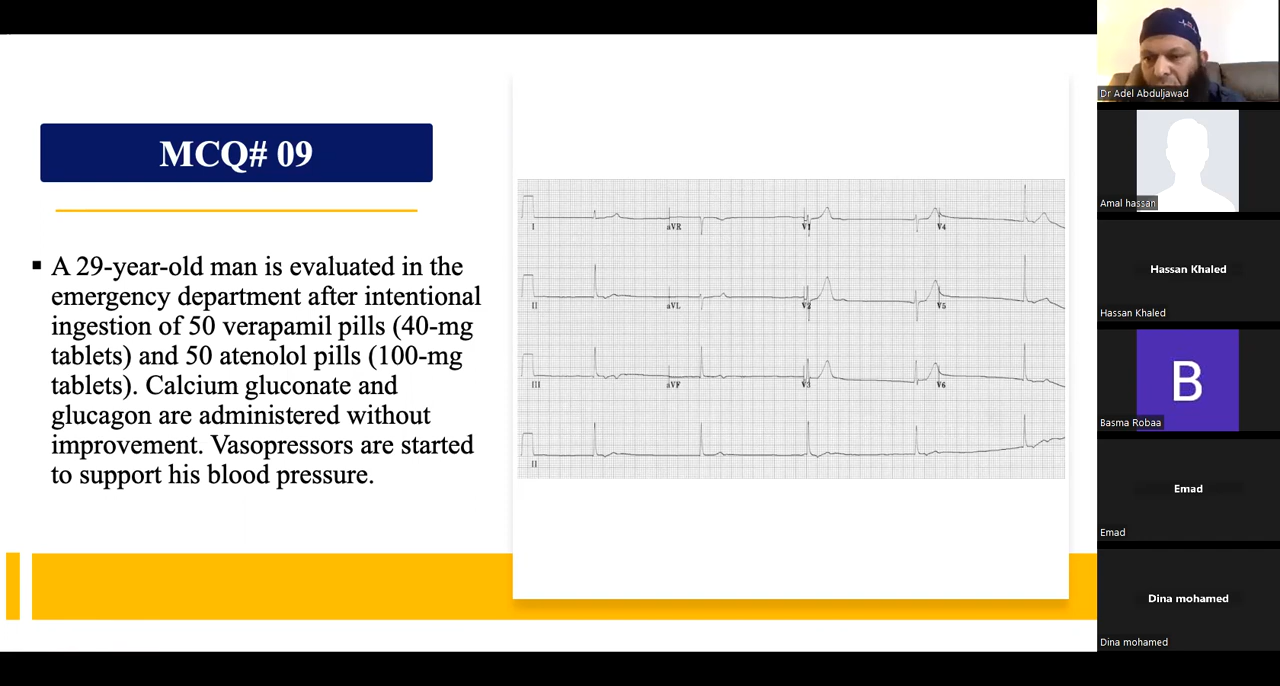 MCQ# 09
A 29-year-old man is evaluated in the
emergency department after intentional
ingestion of 50 verapamil pills (40-mg
tablets) and 50 atenolol pills (100-mg
tablets). Calcium gluconate and
glucagon are administered without
improvement. Vasopressors are started
to support his blood pressure.
I aVR V1 V4
II aVL V2 V5
III aVF V3 V6
II
Dr Adel Abduljawad
Amal hassan
Hassan Khaled
Hassan Khaled
B
Basma Robaa
Emad
Emad
Dina mohamed
Dina mohamed